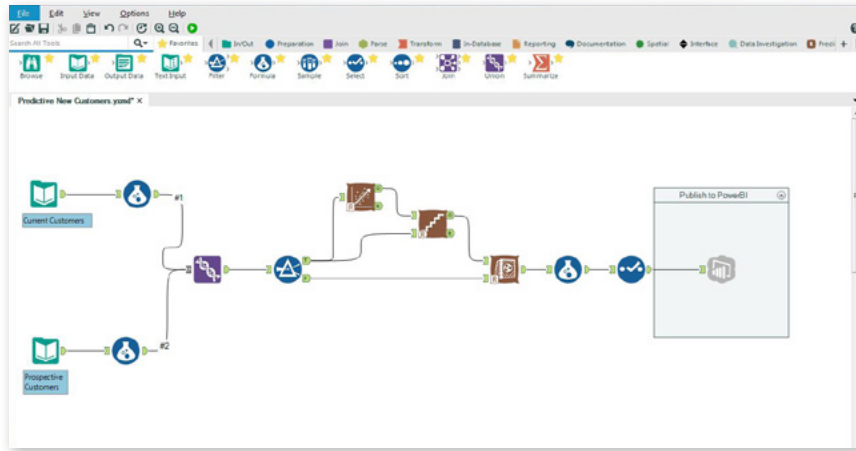 File Edit View Options Help
Search All Tools Favorites In/Out Preparation Join Parse Transform In-Database Reporting Documentation Spatial Interface Data Investigation Predi
Browse Input Data Output Data Text Input Filter Formula Sample Select Sort Join Union Summarize
Predictive New Customers.yxmd*
Publish to PowerBI
#1
Current Customers
#2
Prospective
Customers